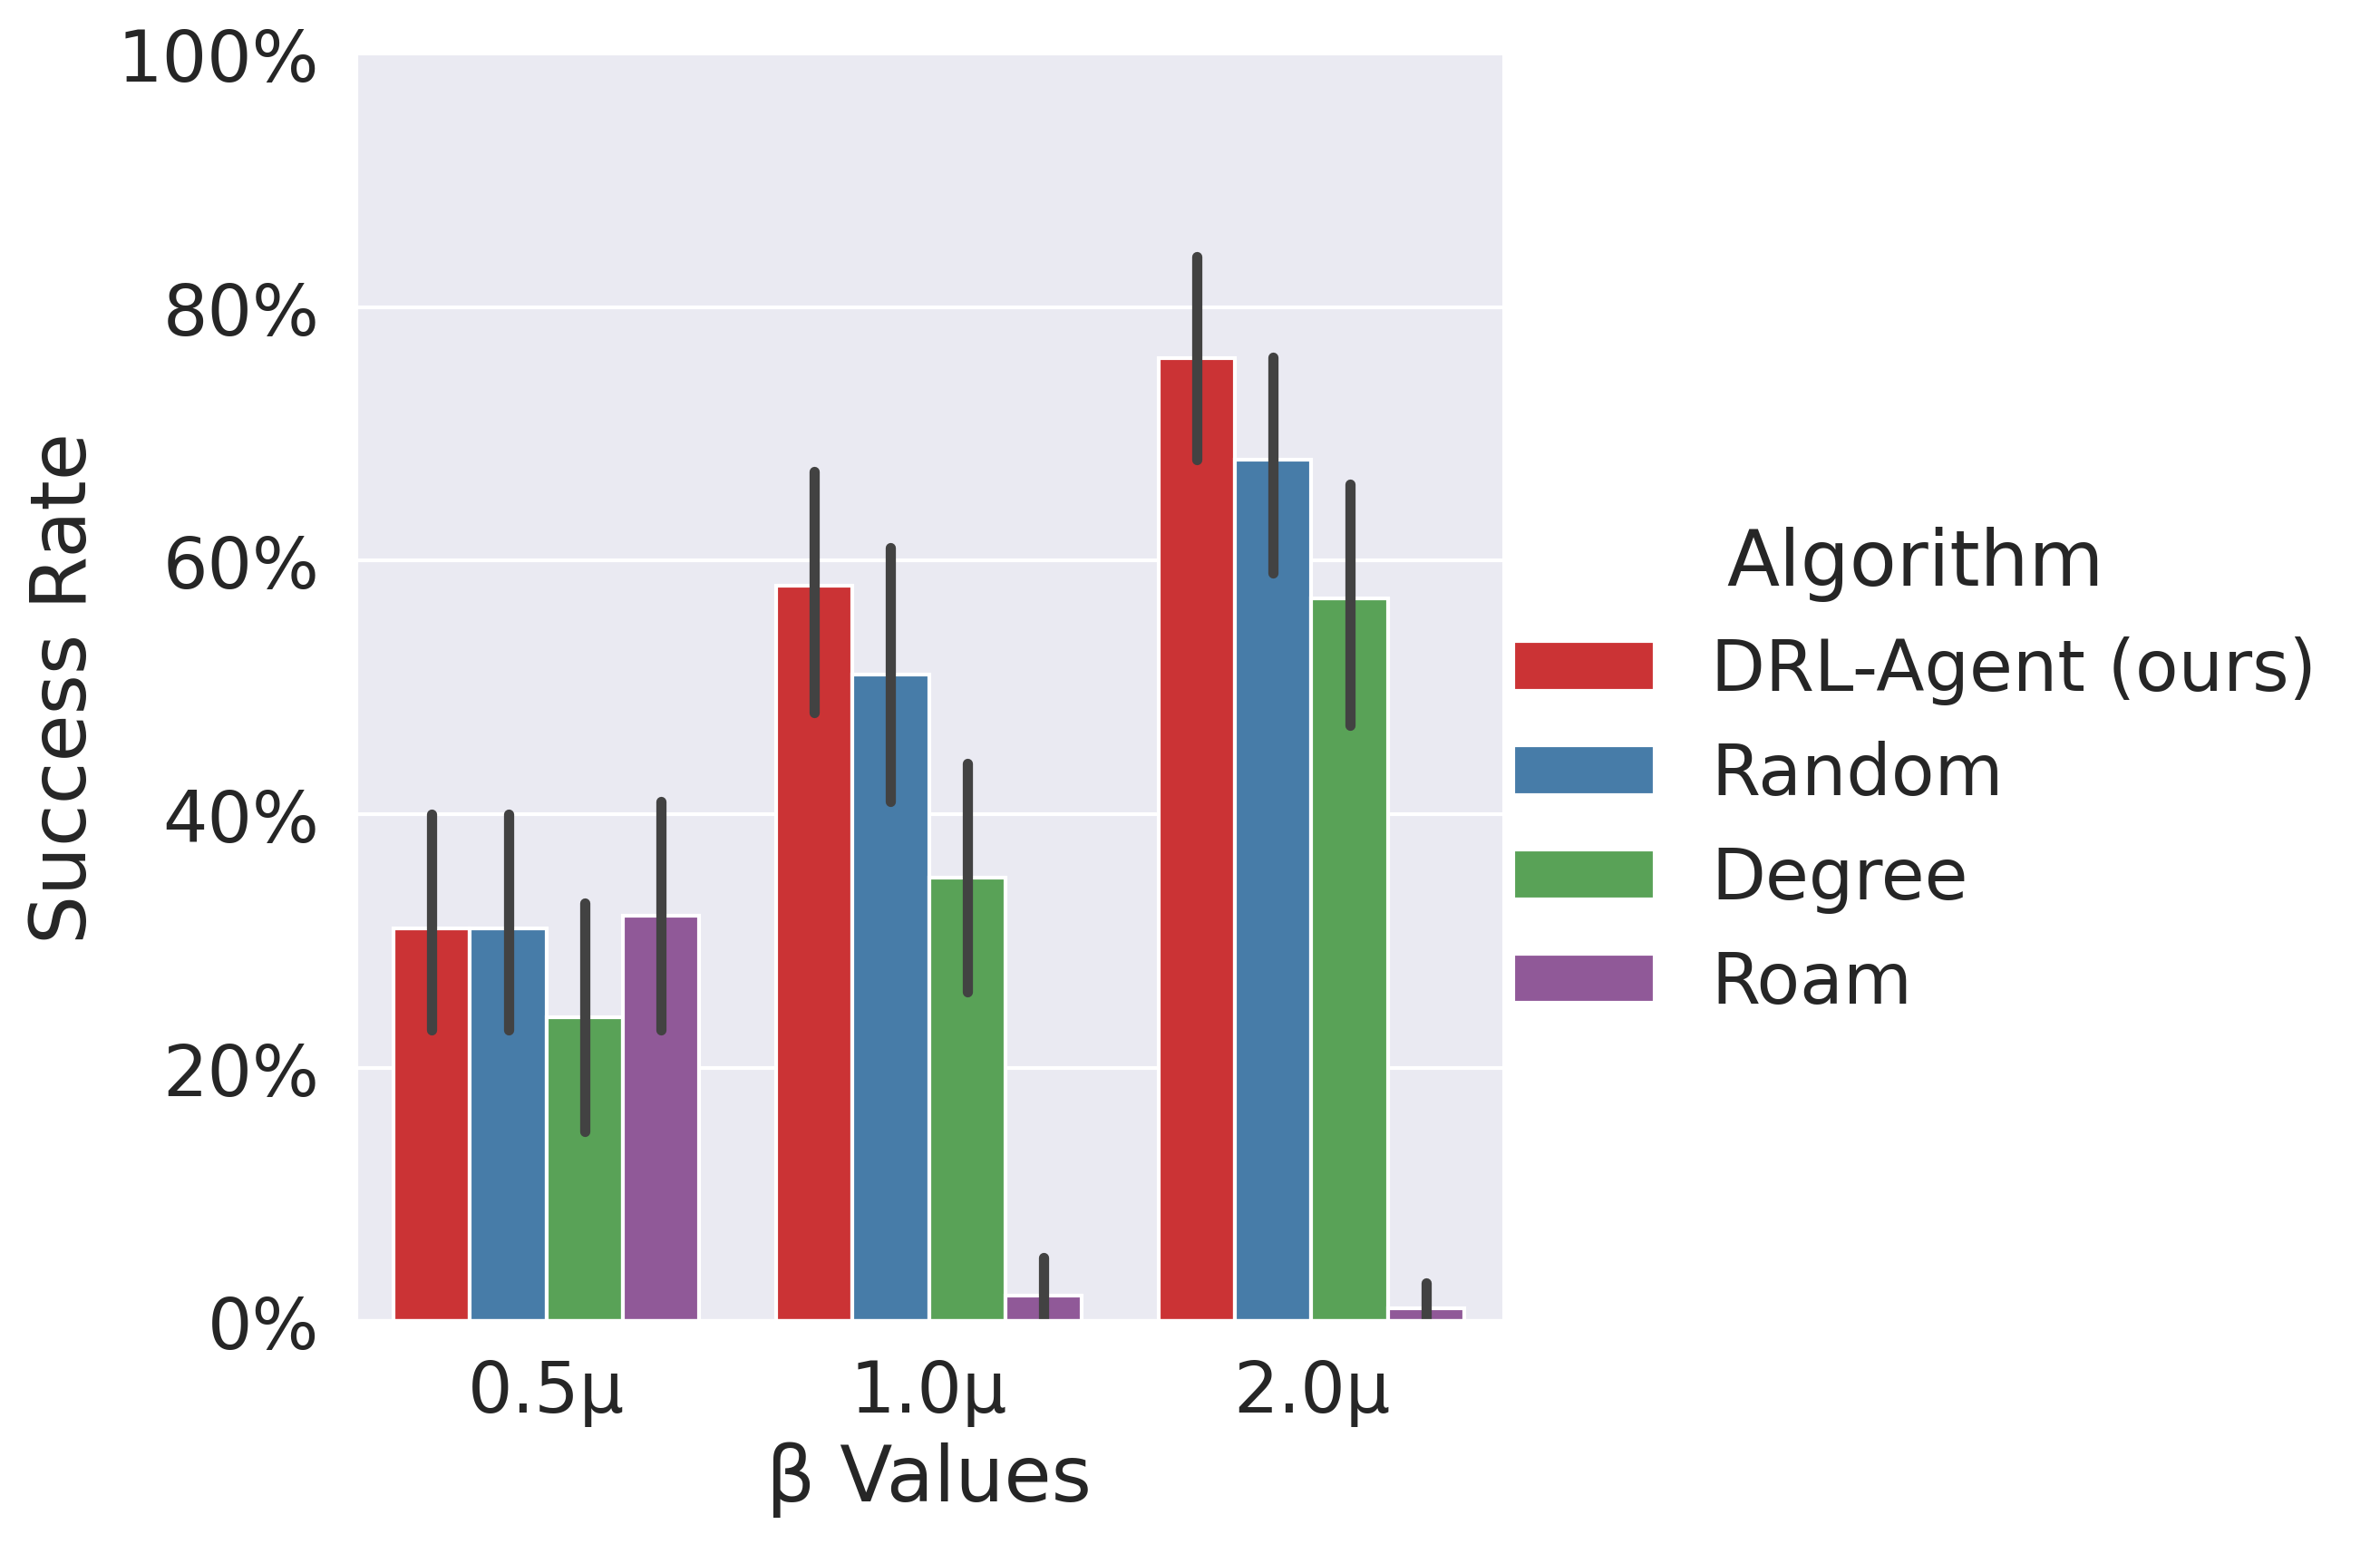 100%
80%
60%
40%
20%
0%
Success Rate
0.5µ 1.0µ 2.0µ
β Values
Algorithm
DRL-Agent (ours)
Random
Degree
Roam